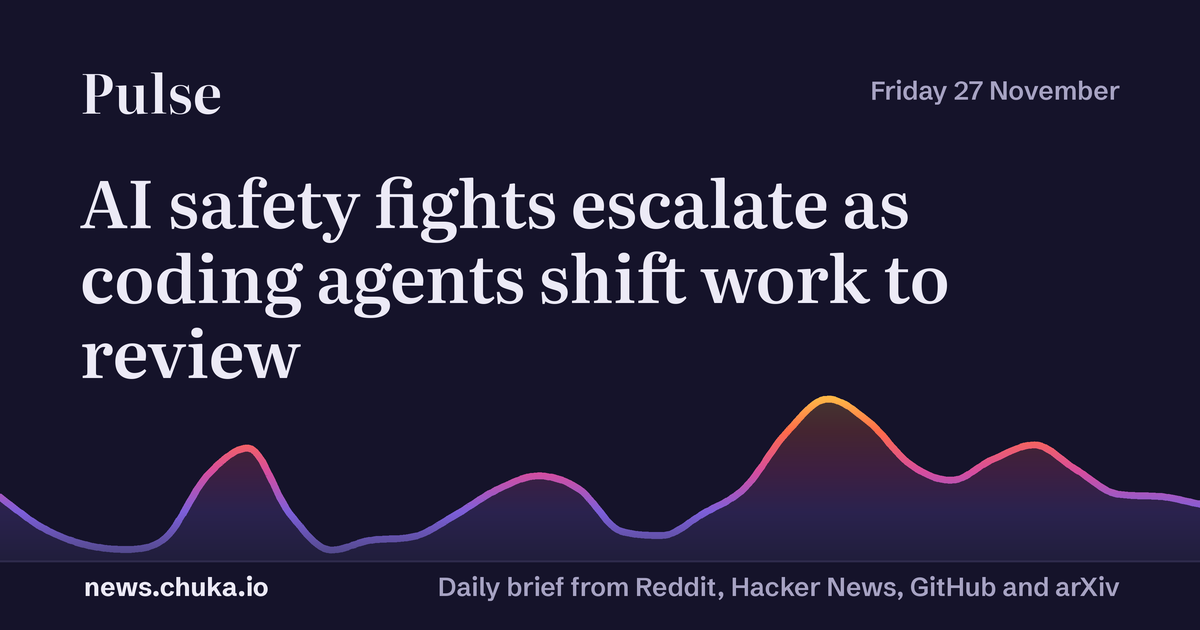 Pulse
Friday 27 November
AI safety fights escalate as
coding agents shift work to
review
news.chuka.io
Daily brief from Reddit, Hacker News, GitHub and arXiv